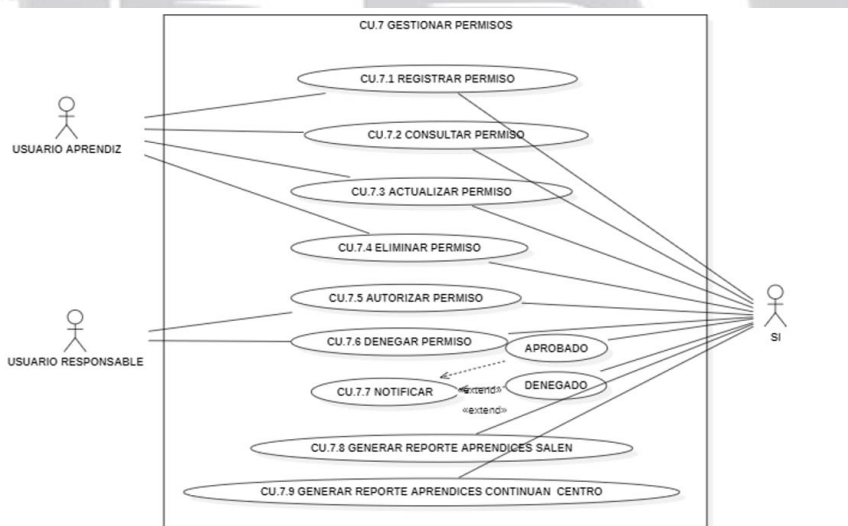 CU.7 GESTIONAR PERMISOS
CU.7.1 REGISTRAR PERMISO
CU.7.2 CONSULTAR PERMISO
USUARIO APRENDIZ
CU.7.3 ACTUALIZAR PERMISO
CU.7.4 ELIMINAR PERMISO
CU.7.5 AUTORIZAR PERMISO
SI
CU.7.6 DENEGAR PERMISO
APROBADO
USUARIO RESPONSABLE
CU.7.7 NOTIFICAR
«extend»
DENEGADO
«extend»
CU.7.8 GENERAR REPORTE APRENDICES SALEN
CU.7.9 GENERAR REPORTE APRENDICES CONTINUAN CENTRO